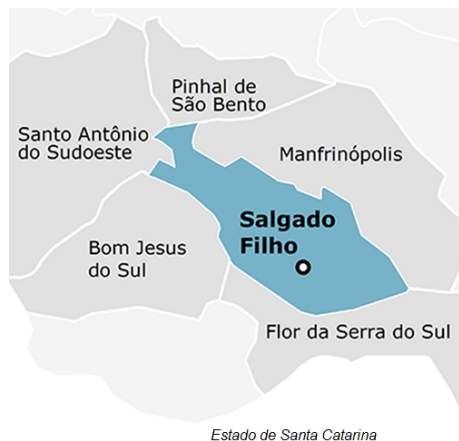 Pinhal de
São Bento
Santo Antônio
do Sudoeste
Manfrinópolis
Salgado
Filho
Bom Jesus
do Sul
Flor da Serra do Sul
Estado de Santa Catarina